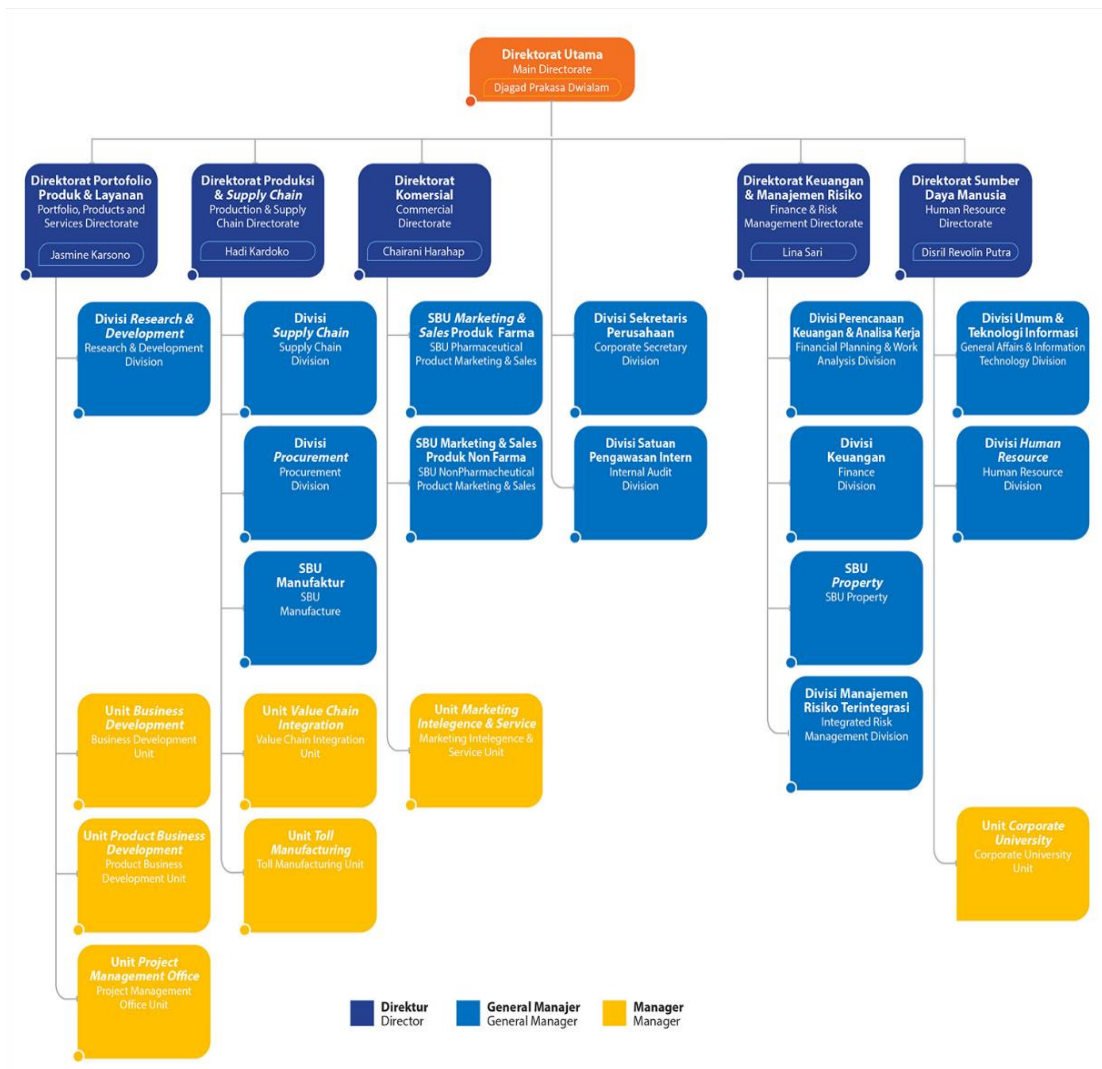 Direktorat Utama
Main Directorate
Djagad Prakasa Dwialam
Direktorat Portofolio
Produk & Layanan
Portfolio, Products and
Services Directorate
Jasmine Karsono
Direktorat Produksi
& Supply Chain
Production & Supply
Chain Directorate
Hadi Kardoko
Direktorat
Komersial
Commercial
Directorate
Chairani Harahap
Direktorat Keuangan
& Manajemen Risiko
Finance & Risk
Management Directorate
Lina Sari
Direktorat Sumber
Daya Manusia
Human Resource
Directorate
Disril Revolin Putra
Divisi Research &
Development
Research & Development
Division
Divisi
Supply Chain
Supply Chain
Division
SBU Marketing &
Sales Produk Farma
SBU Pharmaceutical
Product Marketing & Sales
Divisi Sekretaris
Perusahaan
Corporate Secretary
Division
Divisi Perencanaan
Keuangan & Analisa Kerja
Financial Planning & Work
Analysis Division
Divisi Umum &
Teknologi Informasi
General Affairs & Information
Technology Division
Divisi
Procurement
Procurement
Division
SBU Marketing & Sales
Produk Non Farma
SBU NonPharmacheutical
Product Marketing & Sales
Divisi Satuan
Pengawasan Intern
Internal Audit
Division
Divisi
Keuangan
Finance
Division
Divisi Human
Resource
Human Resource
Division
SBU
Manufaktur
SBU
Manufacture
SBU
Property
SBU Property
Unit Business
Development
Business Development
Unit
Unit Value Chain
Integration
Value Chain Integration
Unit
Unit Marketing
Intelegence & Service
Marketing Intelegence &
Service Unit
Divisi Manajemen
Risiko Terintegrasi
Integrated Risk
Management Division
Unit Product Business
Development
Product Business
Development Unit
Unit Toll
Manufacturing
Toll Manufacturing Unit
Unit Corporate
University
Corporate University
Unit
Unit Project
Management Office
Project Management
Office Unit
Direktur
Director
General Manajer
General Manager
Manager
Manager